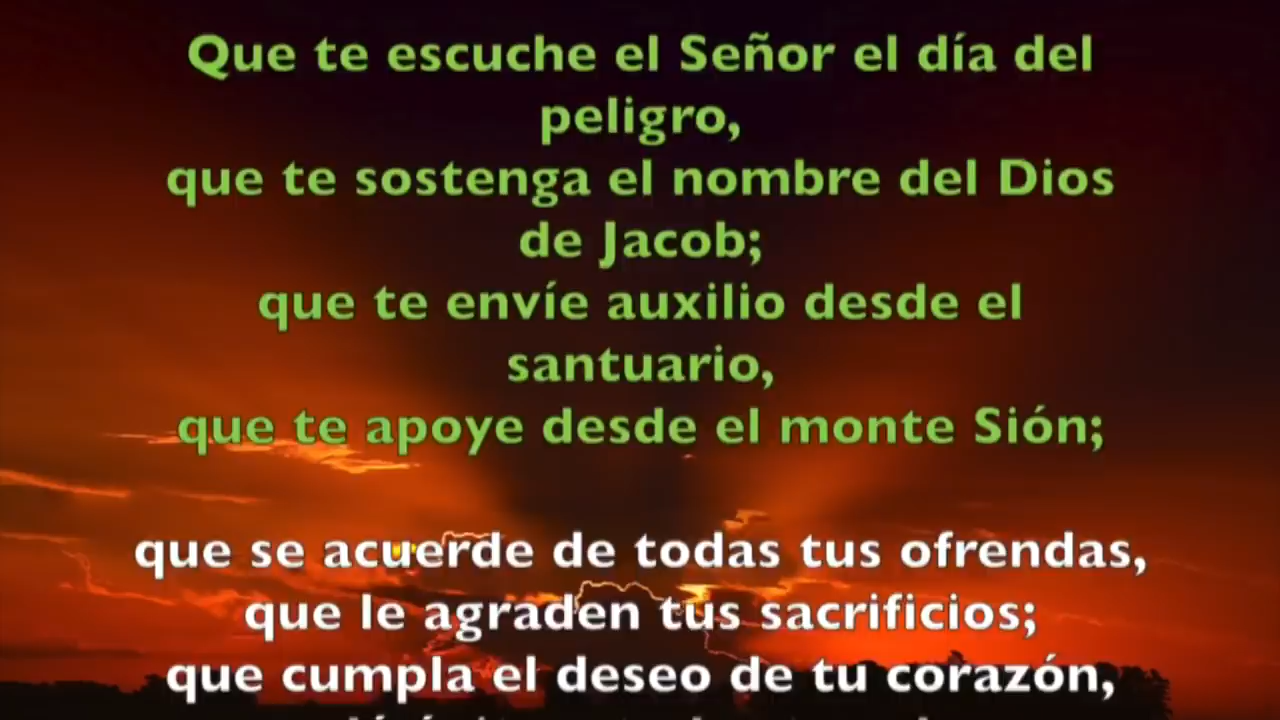 Que te escuche el Señor el día del
peligro,
que te sostenga el nombre del Dios
de Jacob;
que te envíe auxilio desde el
santuario,
que te apoye desde el monte Sión;
que se acuerde de todas tus ofrendas,
que le agraden tus sacrificios;
que cumpla el deseo de tu corazón,